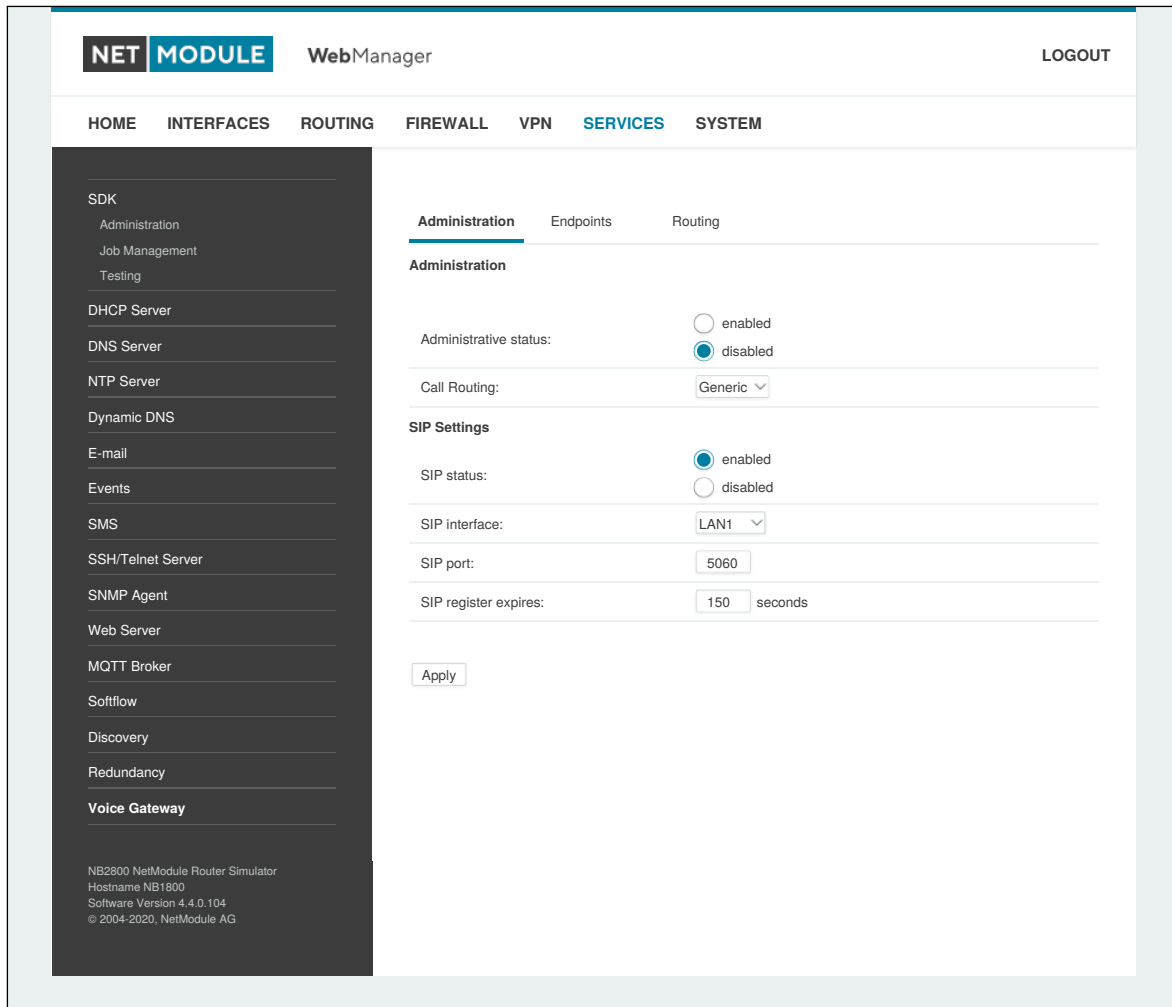 NET MODULE WebManager LOGOUT
HOME INTERFACES ROUTING FIREWALL VPN SERVICES SYSTEM
SDK
Administration
Job Management
Testing
DHCP Server
DNS Server
NTP Server
Dynamic DNS
E-mail
Events
SMS
SSH/Telnet Server
SNMP Agent
Web Server
MQTT Broker
Softflow
Discovery
Redundancy
Voice Gateway
NB2800 NetModule Router Simulator
Hostname NB1800
Software Version 4.4.0.104
© 2004-2020, NetModule AG
Administration Endpoints Routing
Administration
Administrative status:
enabled
disabled
Call Routing: Generic
SIP Settings
SIP status:
enabled
disabled
SIP interface: LAN1
SIP port: 5060
SIP register expires: 150 seconds
Apply